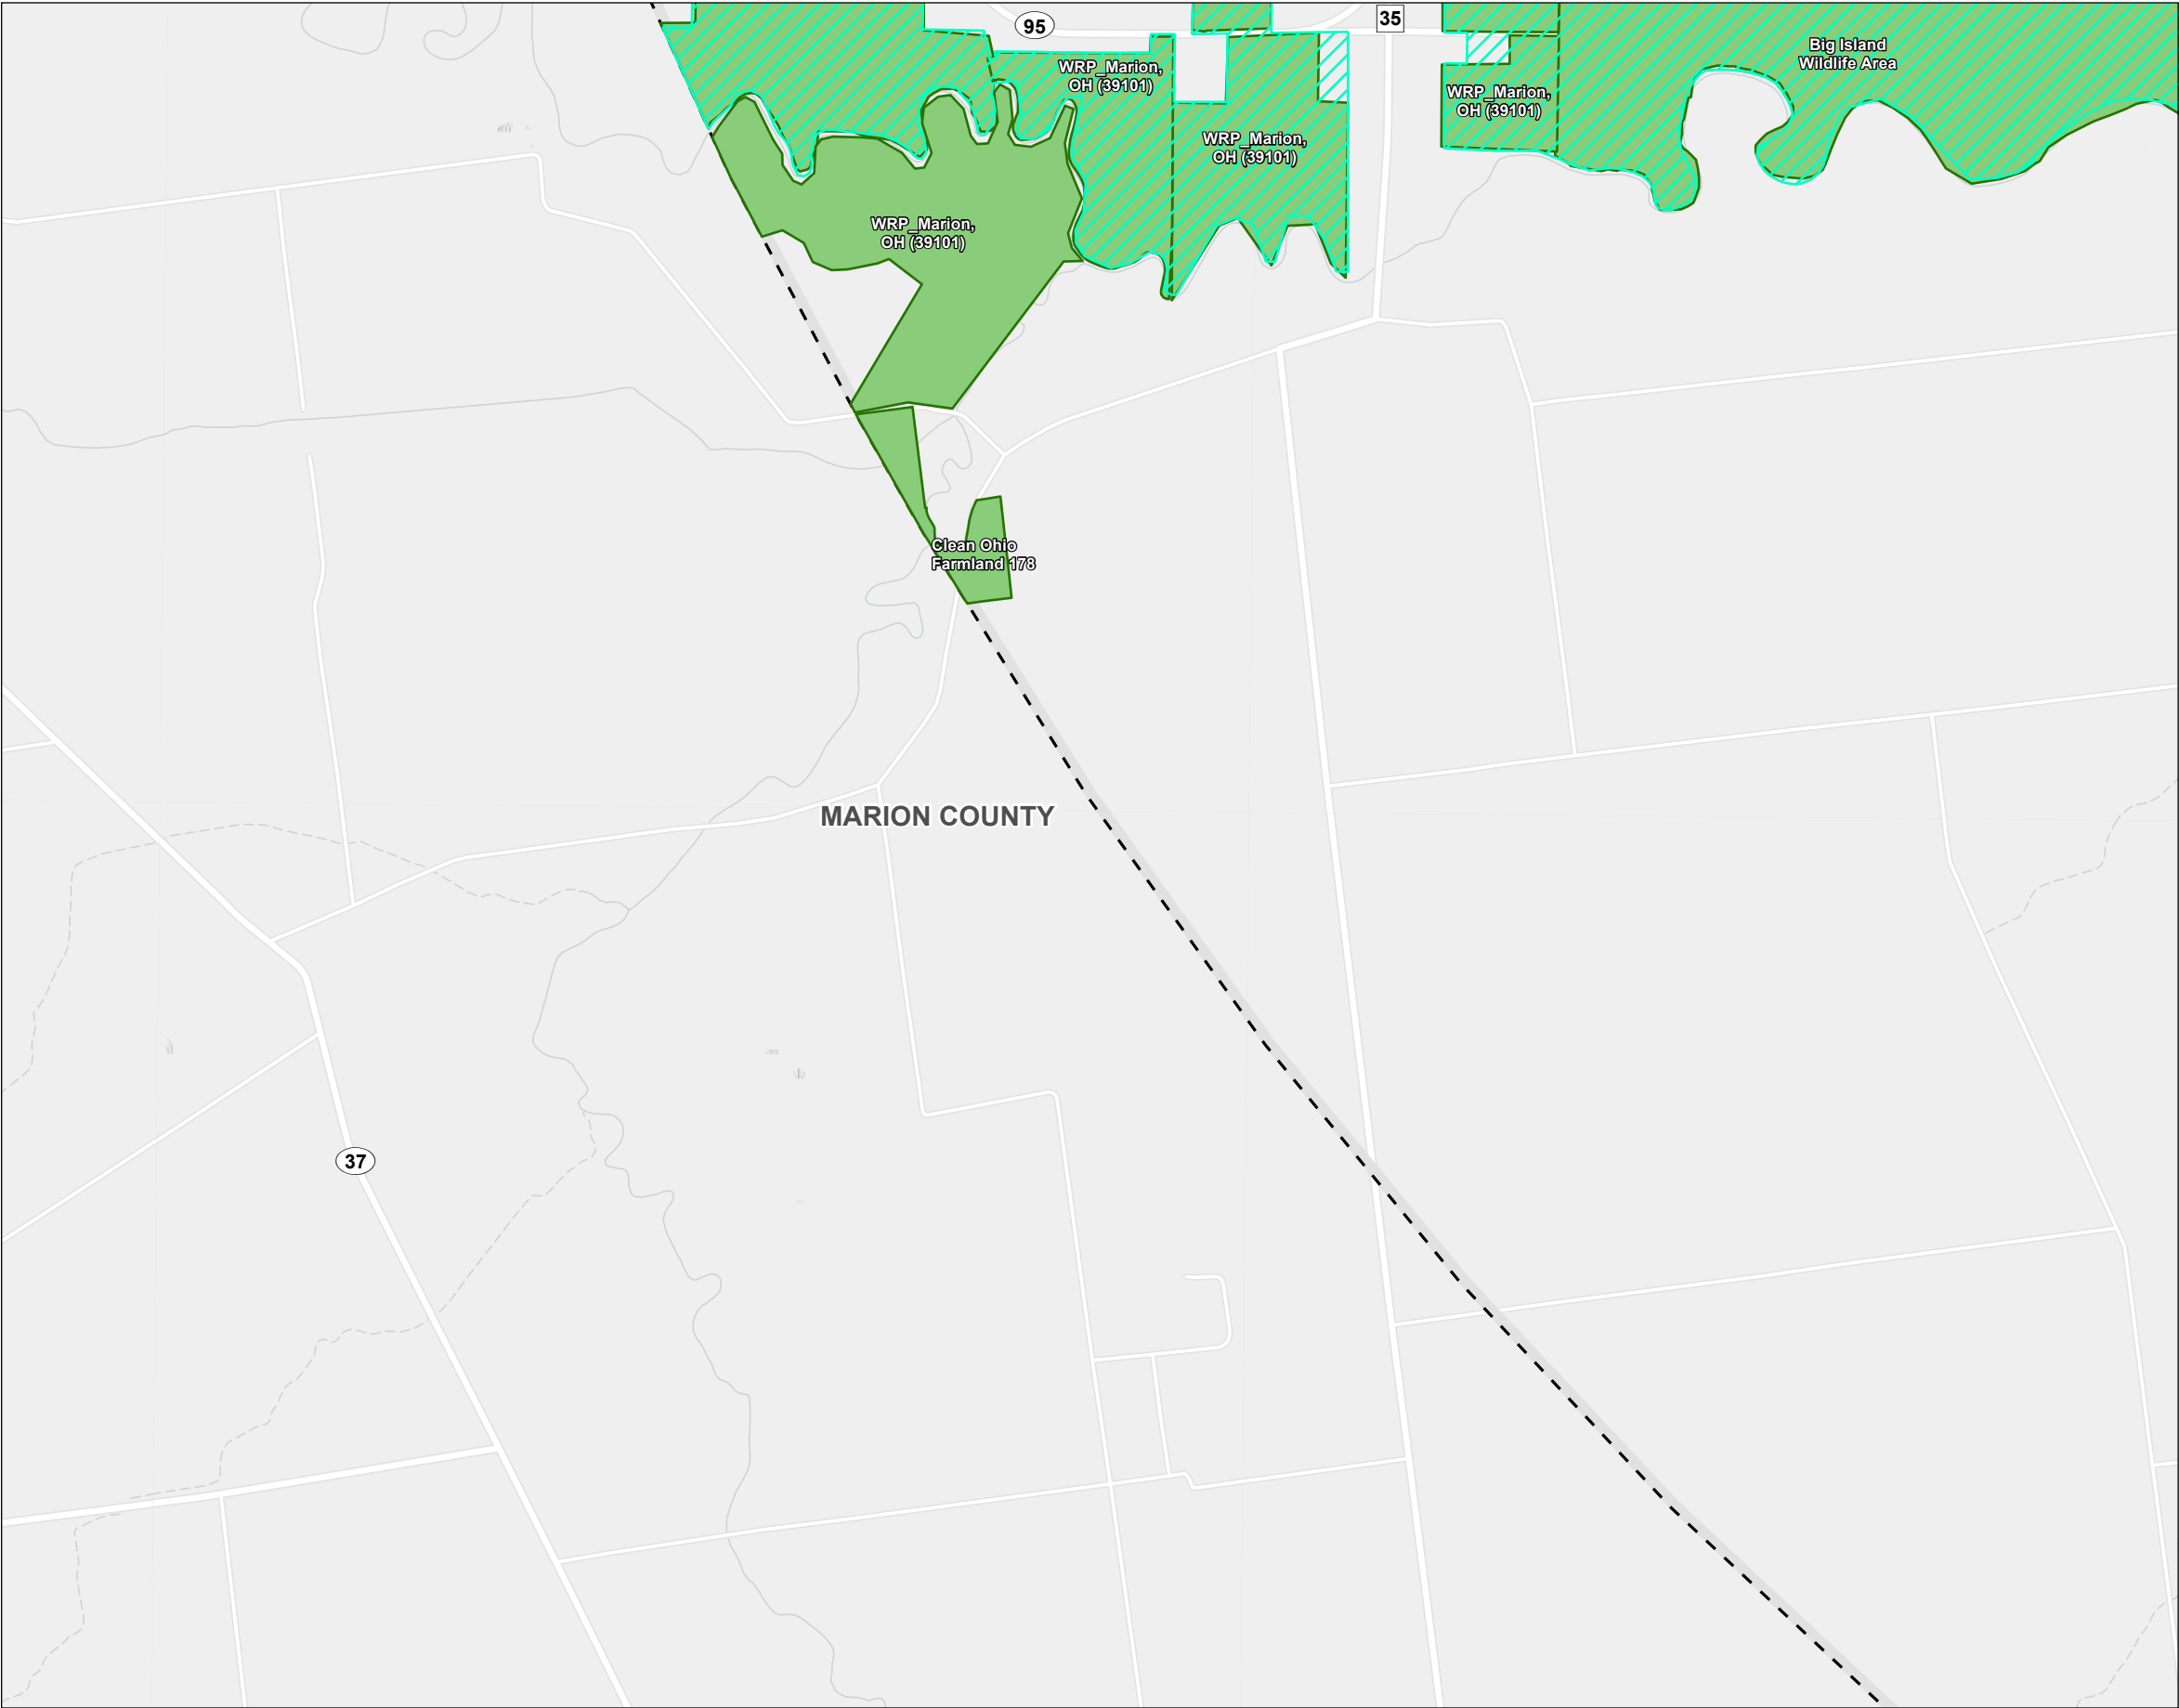 95
35
Big Island
Wildlife Area
WRP_Marion,
OH (39101)
WRP_Marion,
OH (39101)
WRP_Marion,
OH (39101)
WRP_Marion,
OH (39101)
Clean Ohio
Farmland 178
MARION COUNTY
37